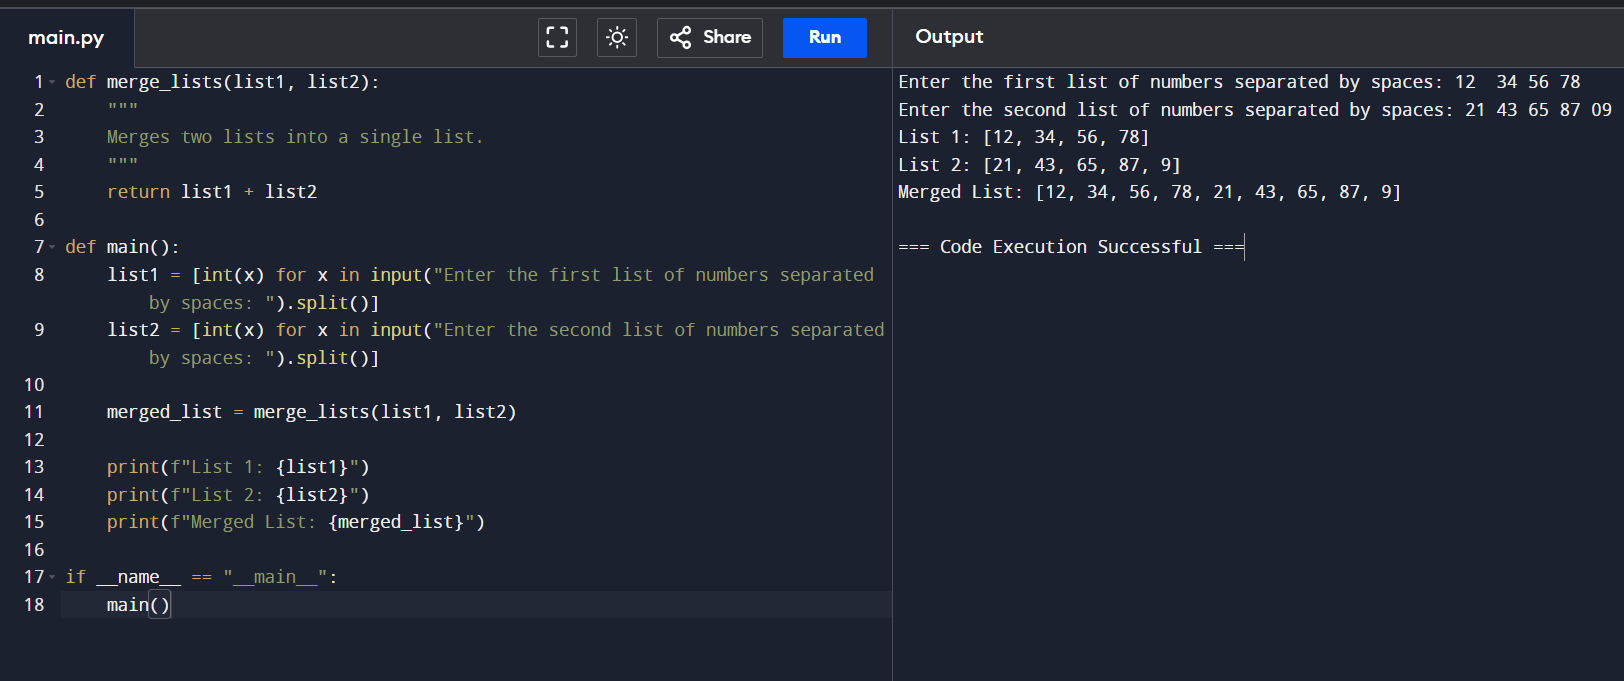 main.py
Share
Run
Output
1 def merge_lists(list1, list2):
2     """
3     Merges two lists into a single list.
4     """
5     return list1 + list2
6
7 def main():
8     list1 = [int(x) for x in input("Enter the first list of numbers separated
        by spaces: ").split()]
9     list2 = [int(x) for x in input("Enter the second list of numbers separated
        by spaces: ").split()]
10
11     merged_list = merge_lists(list1, list2)
12
13     print(f"List 1: {list1}")
14     print(f"List 2: {list2}")
15     print(f"Merged List: {merged_list}")
16
17 if __name__ == "__main__":
18     main()
Enter the first list of numbers separated by spaces: 12  34 56 78
Enter the second list of numbers separated by spaces: 21 43 65 87 09
List 1: [12, 34, 56, 78]
List 2: [21, 43, 65, 87, 9]
Merged List: [12, 34, 56, 78, 21, 43, 65, 87, 9]
=== Code Execution Successful ===